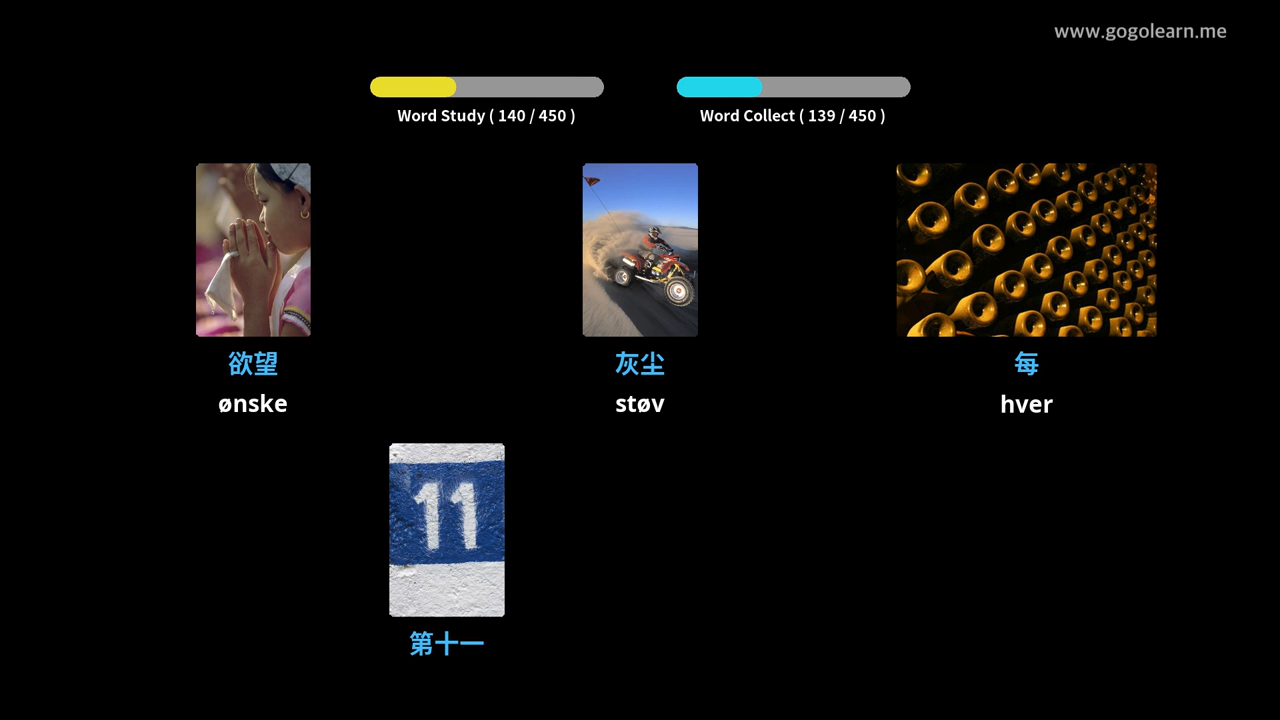 www.gogolearn.me
Word Study ( 140 / 450 )
Word Collect ( 139 / 450 )
欲望
ønske
灰尘
støv
每
hver
11
第十一